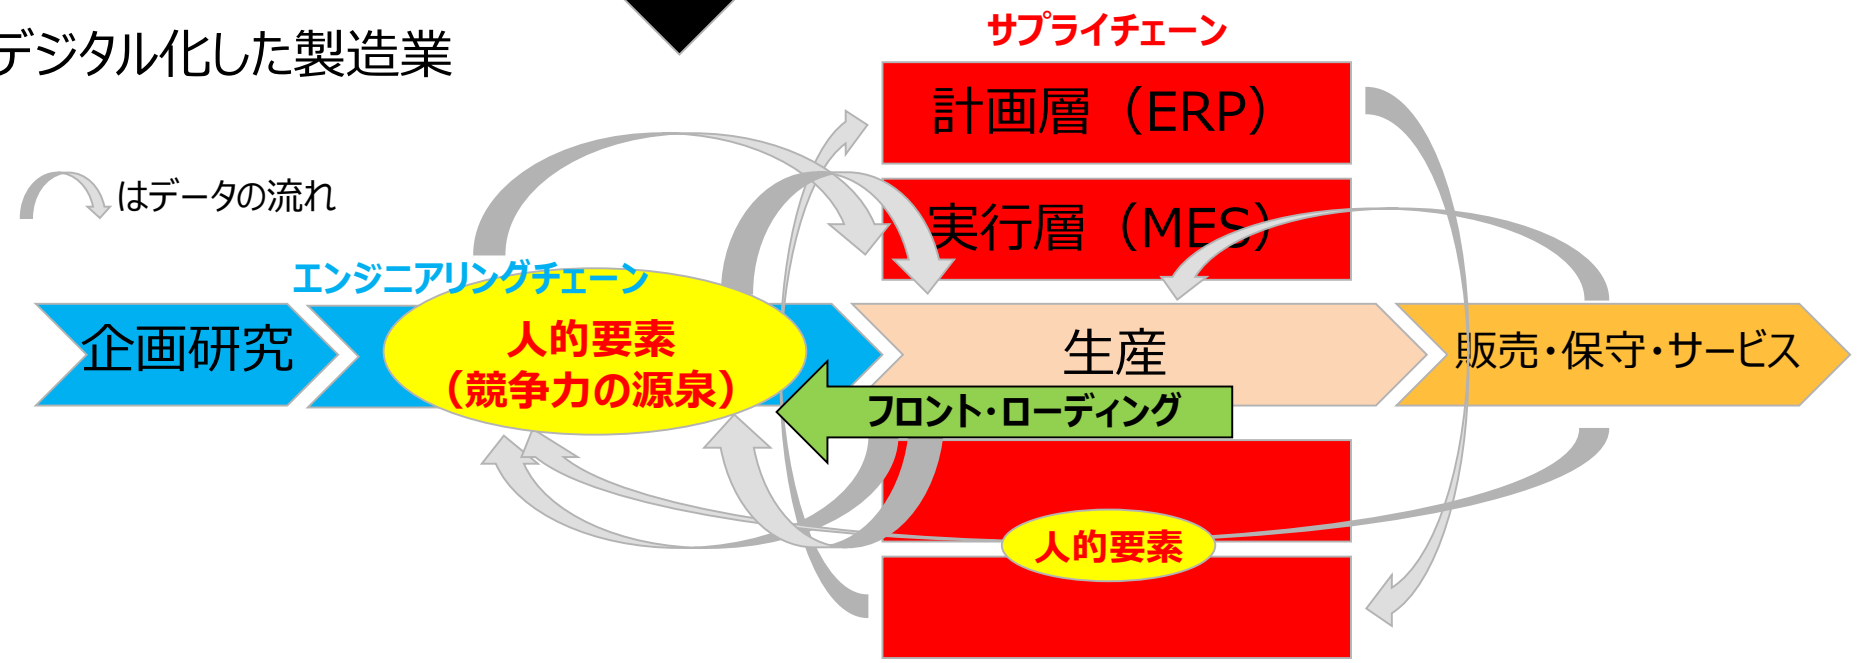 デジタル化した製造業
サプライチェーン
計画層（ERP）
はデータの流れ
実行層（MES）
エンジニアリングチェーン
企画研究
人的要素
（競争力の源泉）
生産
販売・保守・サービス
フロント・ローディング
人的要素